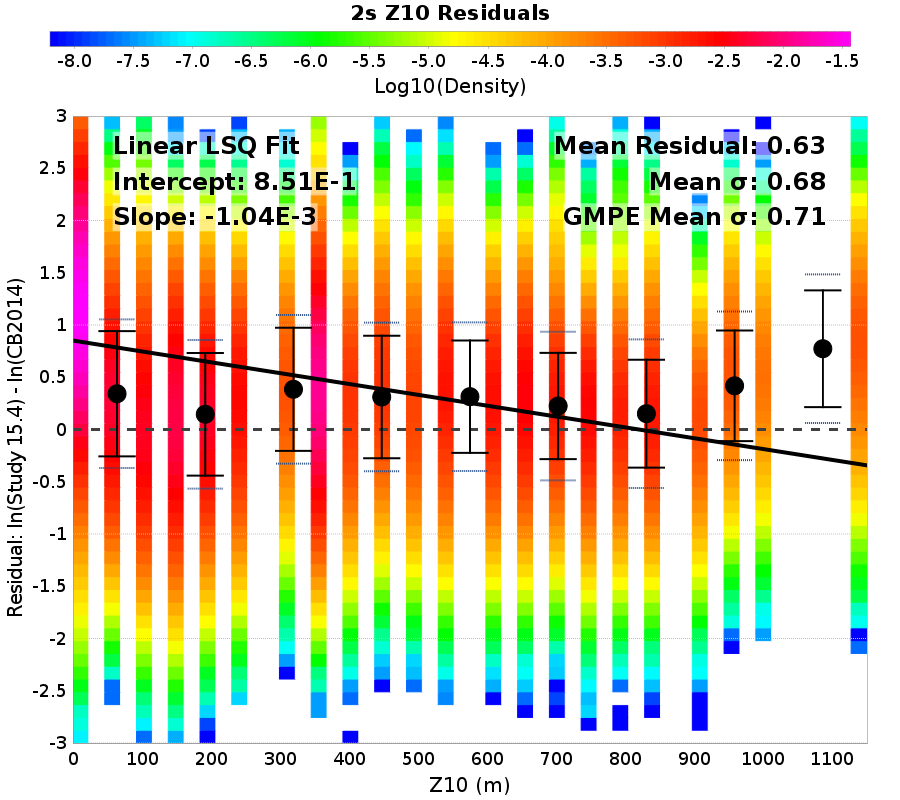 2s Z10 Residuals
-8.0 -7.5 -7.0 -6.5 -6.0 -5.5 -5.0 -4.5 -4.0 -3.5 -3.0 -2.5 -2.0 -1.5
Log10(Density)
Linear LSQ Fit
Intercept: 8.51E-1
Slope: -1.04E-3
Mean Residual: 0.63
Mean σ: 0.68
GMPE Mean σ: 0.71
Residual: ln(Study 15.4) - ln(CB2014)
3
2.5
2
1.5
1
0.5
0
-0.5
-1
-1.5
-2
-2.5
-3
0 100 200 300 400 500 600 700 800 900 1000 1100
Z10 (m)